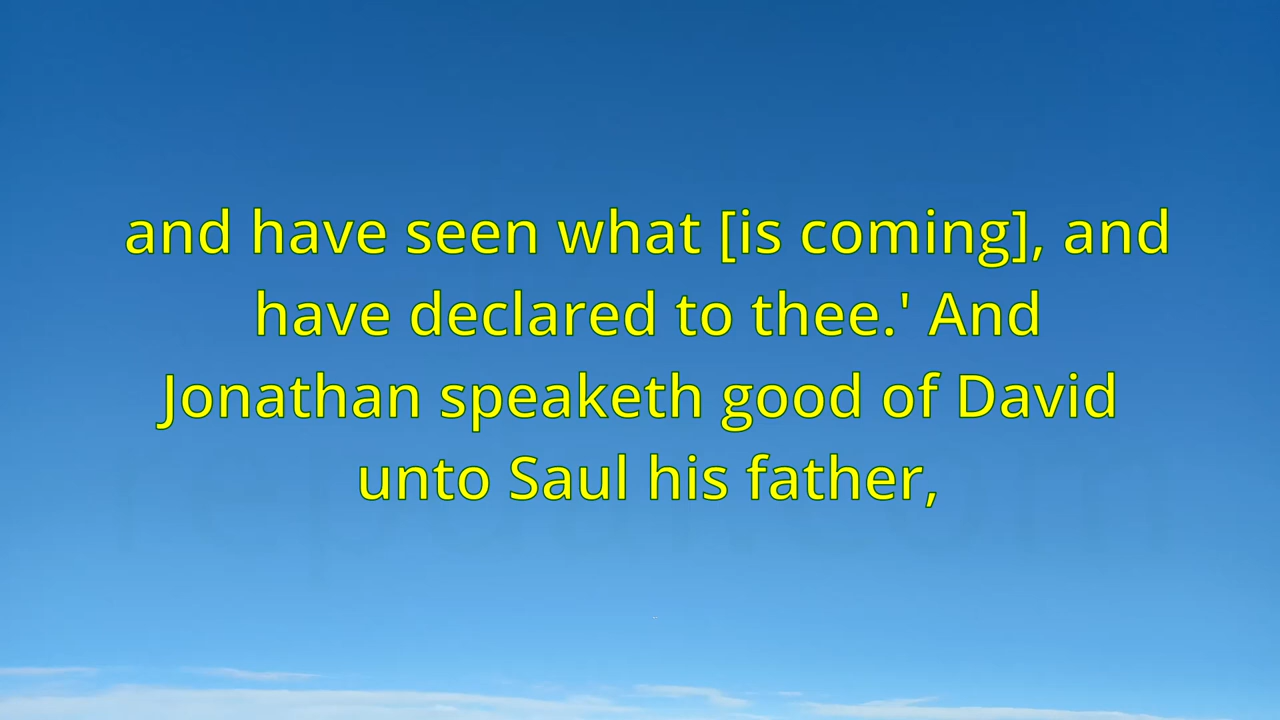 and have seen what [is coming], and
have declared to thee.' And
Jonathan speaketh good of David
unto Saul his father,